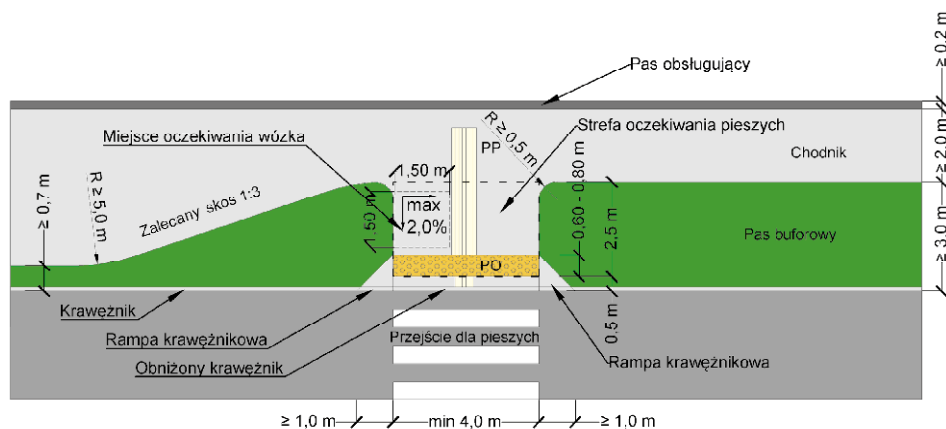 ≥ 0,2 m
Pas obsługujący
Miejsce oczekiwania wózka
R ≥ 0,5 m
PP
Strefa oczekiwania pieszych
Chodnik
≥ 2,0 m
1,50 m
R ≥ 5,0 m
Zalecany skos 1:3
≥ 0,7 m
1,50 m
max
2,0%
0,60 - 0,80 m
2,5 m
Pas buforowy
≥ 3,0 m
PO
Krawężnik
Rampa krawężnikowa
Obniżony krawężnik
Przejście dla pieszych
0,5 m
Rampa krawężnikowa
≥ 1,0 m
min 4,0 m
≥ 1,0 m